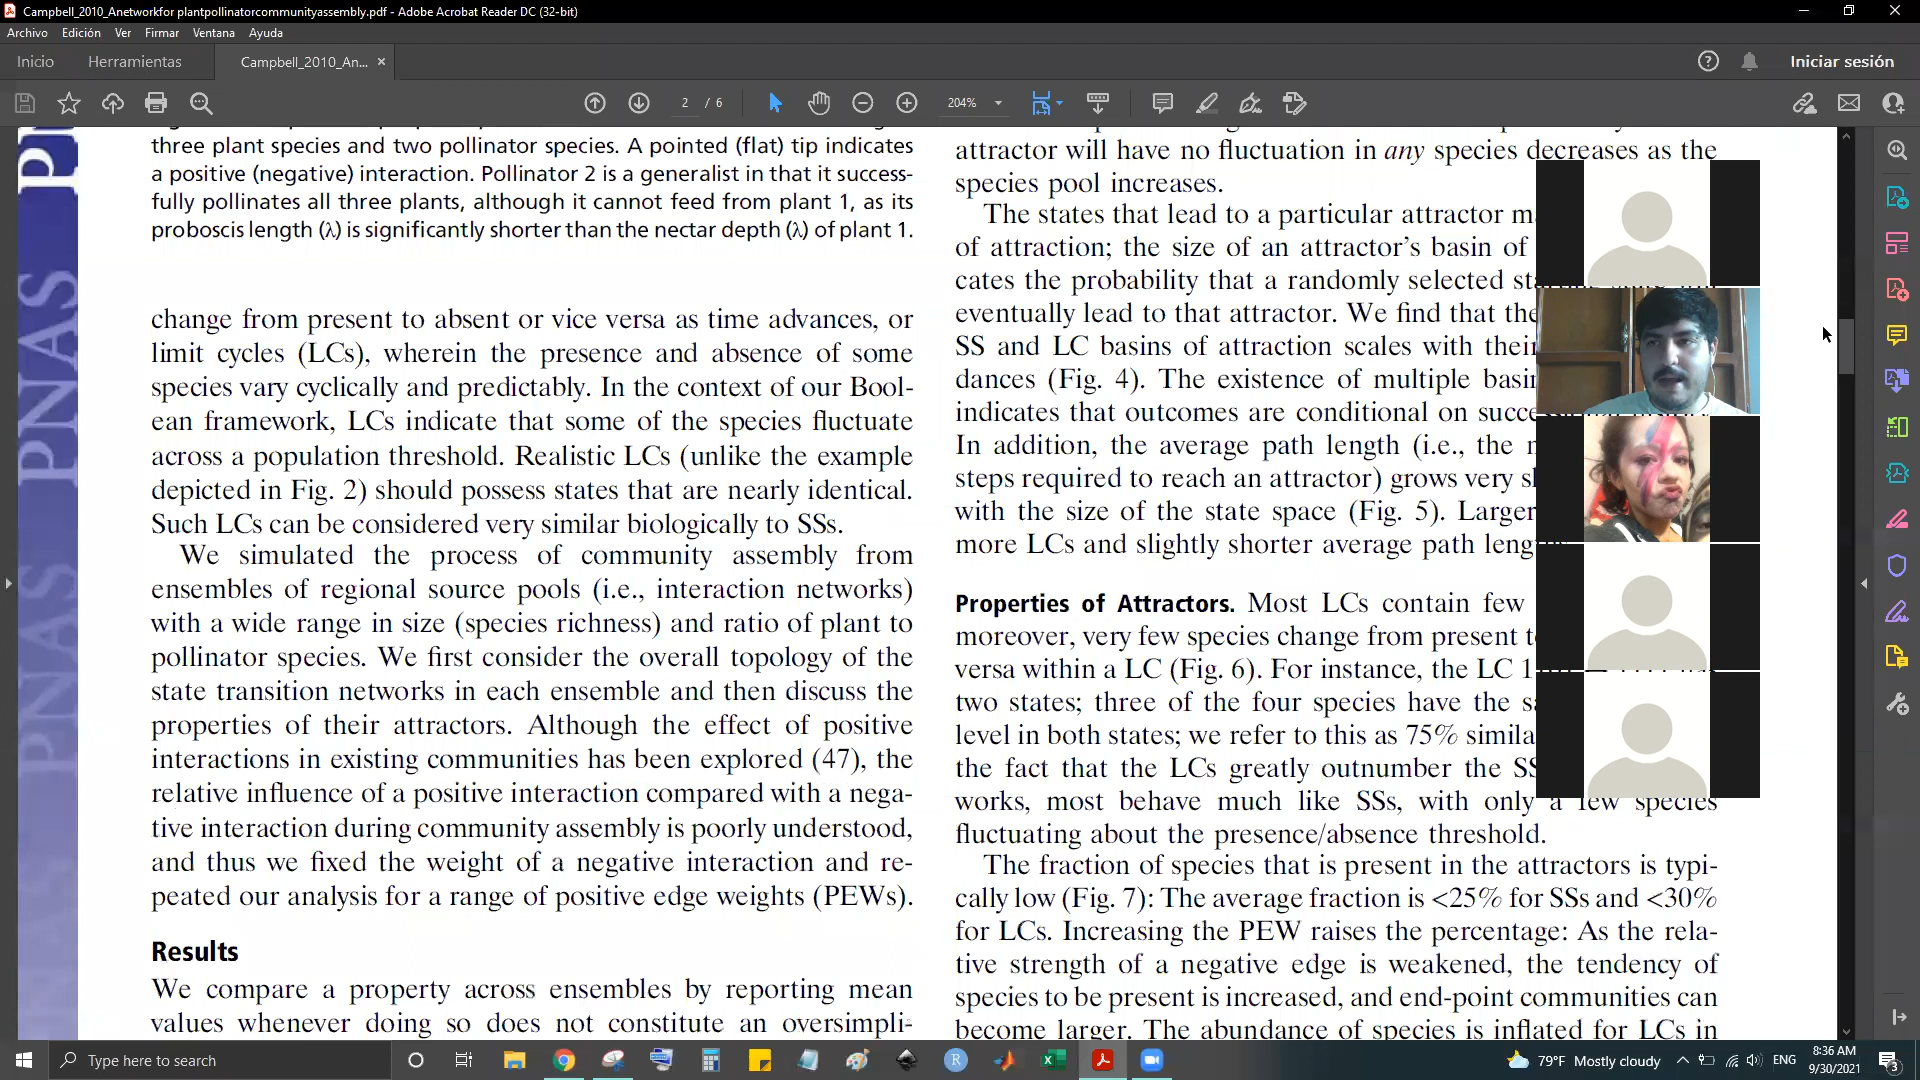 Campbell_2010_Anetworkfor plantpollinatorcommunityassembly.pdf - Adobe Acrobat Reader DC (32-bit)
Archivo Edición Ver Firmar Ventana Ayuda
Inicio Herramientas Campbell_2010_An... × Iniciar sesión
2 / 6 204%
PNAS PNAS PNAS
three plant species and two pollinator species. A pointed (flat) tip indicates
a positive (negative) interaction. Pollinator 2 is a generalist in that it success-
fully pollinates all three plants, although it cannot feed from plant 1, as its
proboscis length (λ) is significantly shorter than the nectar depth (λ) of plant 1.
change from present to absent or vice versa as time advances, or
limit cycles (LCs), wherein the presence and absence of some
species vary cyclically and predictably. In the context of our Bool-
ean framework, LCs indicate that some of the species fluctuate
across a population threshold. Realistic LCs (unlike the example
depicted in Fig. 2) should possess states that are nearly identical.
Such LCs can be considered very similar biologically to SSs.
We simulated the process of community assembly from
ensembles of regional source pools (i.e., interaction networks)
with a wide range in size (species richness) and ratio of plant to
pollinator species. We first consider the overall topology of the
state transition networks in each ensemble and then discuss the
properties of their attractors. Although the effect of positive
interactions in existing communities has been explored (47), the
relative influence of a positive interaction compared with a nega-
tive interaction during community assembly is poorly understood,
and thus we fixed the weight of a negative interaction and re-
peated our analysis for a range of positive edge weights (PEWs).
Results
We compare a property across ensembles by reporting mean
values whenever doing so does not constitute an oversimpli-
attractor will have no fluctuation in any species decreases as the
species pool increases.
The states that lead to a particular attractor
of attraction; the size of an attractor's basin of
cates the probability that a randomly selected
eventually lead to that attractor. We find that the
SS and LC basins of attraction scales with their
dances (Fig. 4). The existence of multiple
indicates that outcomes are conditional on
In addition, the average path length (i.e., the
steps required to reach an attractor) grows very
with the size of the state space (Fig. 5). Larger
more LCs and slightly shorter average path
Properties of Attractors. Most LCs contain few
moreover, very few species change from present
versa within a LC (Fig. 6). For instance, the LC
two states; three of the four species have the
level in both states; we refer to this as 75%
the fact that the LCs greatly outnumber the
works, most behave much like SSs, with only a few species
fluctuating about the presence/absence threshold.
The fraction of species that is present in the attractors is typi-
cally low (Fig. 7): The average fraction is <25% for SSs and <30%
for LCs. Increasing the PEW raises the percentage: As the rela-
tive strength of a negative edge is weakened, the tendency of
species to be present is increased, and end-point communities can
become larger. The abundance of species is inflated for LCs in
Type here to search 79°F Mostly cloudy ENG 8:36 AM
9/30/2021 3